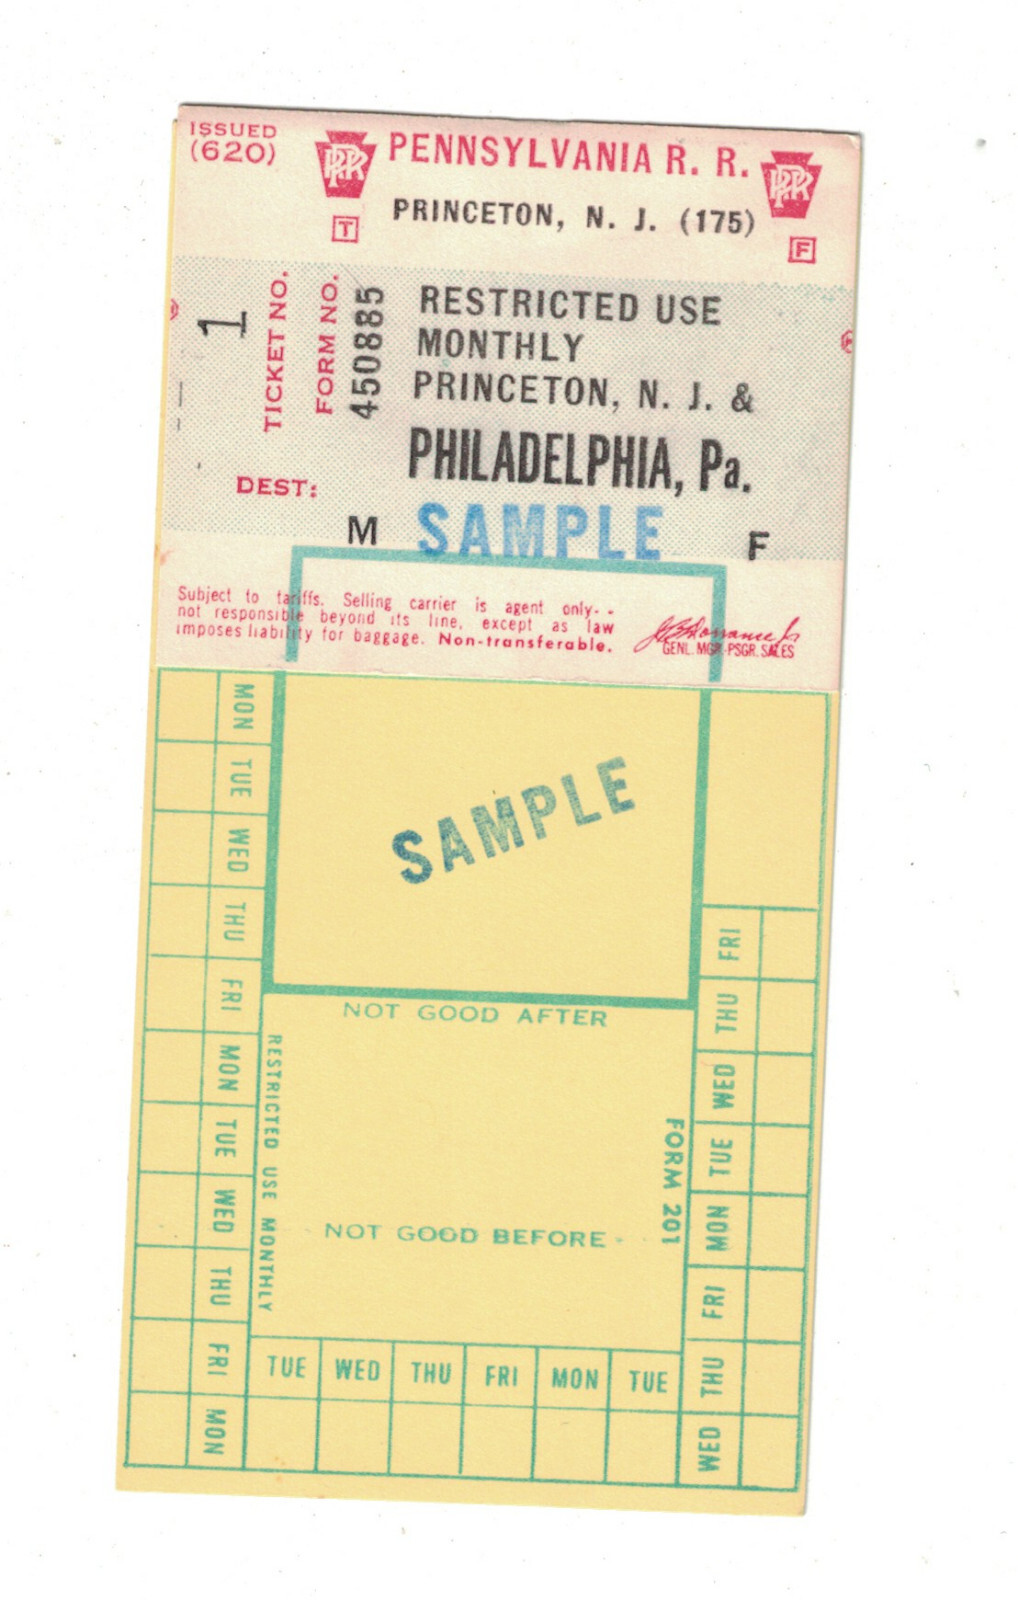 ISSUED
(620)
PRR
PENNSYLVANIA R. R.
PRR
T
PRINCETON, N. J. (175)
F
1
TICKET NO.
FORM NO.
450885
RESTRICTED USE
MONTHLY
PRINCETON, N. J. &
PHILADELPHIA, Pa.
DEST:
M
SAMPLE
F
Subject to tariffs. Selling carrier is agent only--
not responsible beyond its line, except as law
imposes liability for baggage. Non-transferable.
GENL. MGR.-PSGR. SALES
SAMPLE
MON
TUE
WED
THU
FRI
MON
TUE
WED
THU
FRI
MON
NOT GOOD AFTER
RESTRICTED USE MONTHLY
FORM 201
- NOT GOOD BEFORE -
TUE WED THU FRI MON TUE
WED
THU
FRI
MON
TUE
WED
THU
FRI